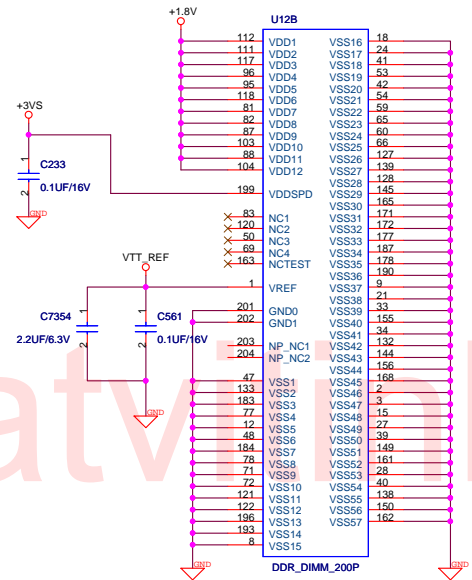 +1.8V
U12B
112 VDD1 VSS16 18
111 VDD2 VSS17 24
117 VDD3 VSS18 41
96 VDD4 VSS19 53
95 VDD5 VSS20 42
118 VDD6 VSS21 54
81 VDD7 VSS22 59
82 VDD8 VSS23 65
87 VDD9 VSS24 60
103 VDD10 VSS25 66
88 VDD11 VSS26 127
104 VDD12 VSS27 139
VSS28 128
199 VDDSPD VSS29 145
VSS30 165
83 NC1 VSS31 171
120 NC2 VSS32 172
50 NC3 VSS33 177
69 NC4 VSS34 187
163 NCTEST VSS35 178
VSS36 190
1 VREF VSS37 9
VSS38 21
201 GND0 VSS39 33
202 GND1 VSS40 155
VSS41 34
203 NP_NC1 VSS42 132
204 NP_NC2 VSS43 144
VSS44 156
47 VSS1 VSS45 168
133 VSS2 VSS46 2
183 VSS3 VSS47 3
77 VSS4 VSS48 15
12 VSS5 VSS49 27
48 VSS6 VSS50 39
184 VSS7 VSS51 149
78 VSS8 VSS52 161
71 VSS9 VSS53 28
72 VSS10 VSS54 40
121 VSS11 VSS55 138
122 VSS12 VSS56 150
196 VSS13 VSS57 162
193 VSS14
8 VSS15
DDR_DIMM_200P
+3VS
1
C233
0.1UF/16V
2
GND
VTT_REF
1
C7354
2.2UF/6.3V
2
1
C561
0.1UF/16V
2
GND
GND
GND
atvitin